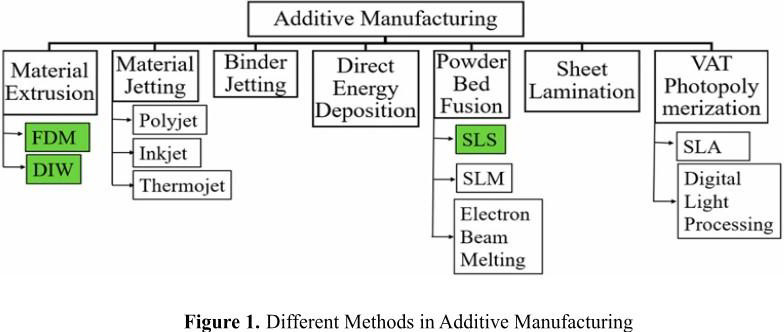 Additive Manufacturing
Material
Extrusion
FDM
DIW
Material
Jetting
Polyjet
Inkjet
Thermojet
Binder
Jetting
Direct
Energy
Deposition
Powder
Bed
Fusion
SLS
SLM
Electron
Beam
Melting
Sheet
Lamination
VAT
Photopoly
merization
SLA
Digital
Light
Processing
Figure 1. Different Methods in Additive Manufacturing